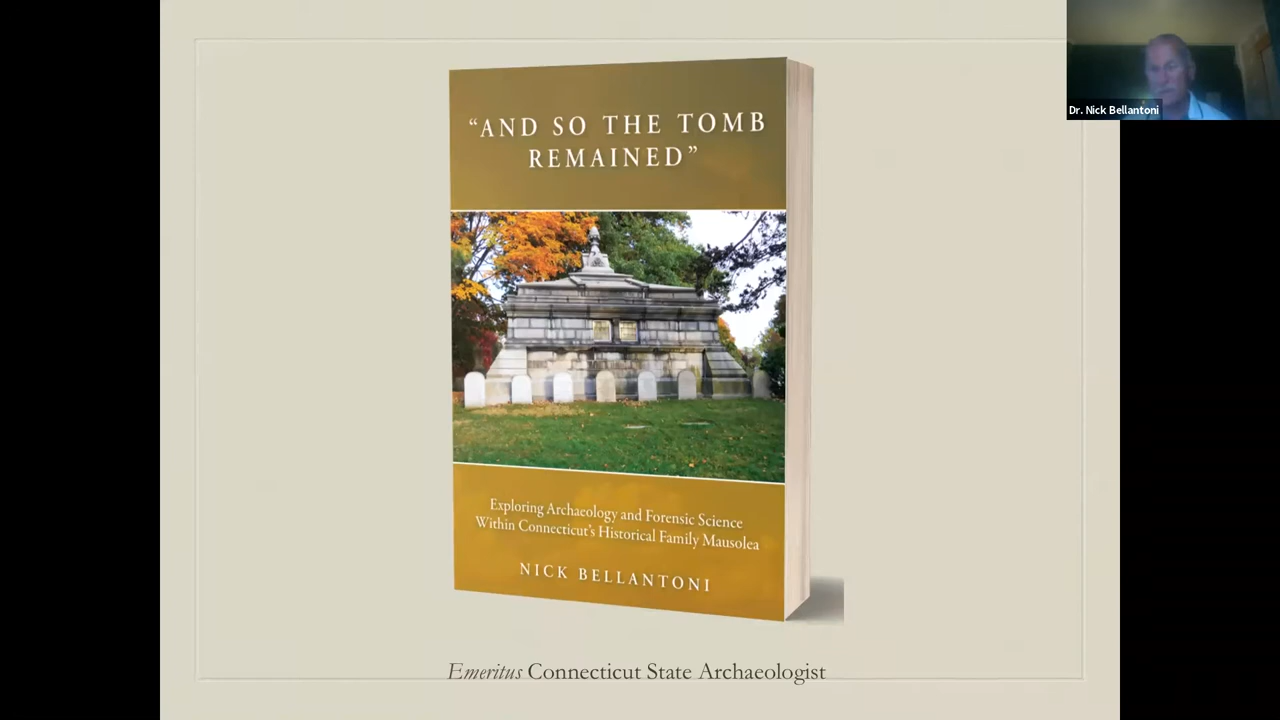 "AND SO THE TOMB
REMAINED"
Exploring Archaeology and Forensic Science
Within Connecticut's Historical Family Mausolea
NICK BELLANTONI
Emeritus Connecticut State Archaeologist
Dr. Nick Bellantoni